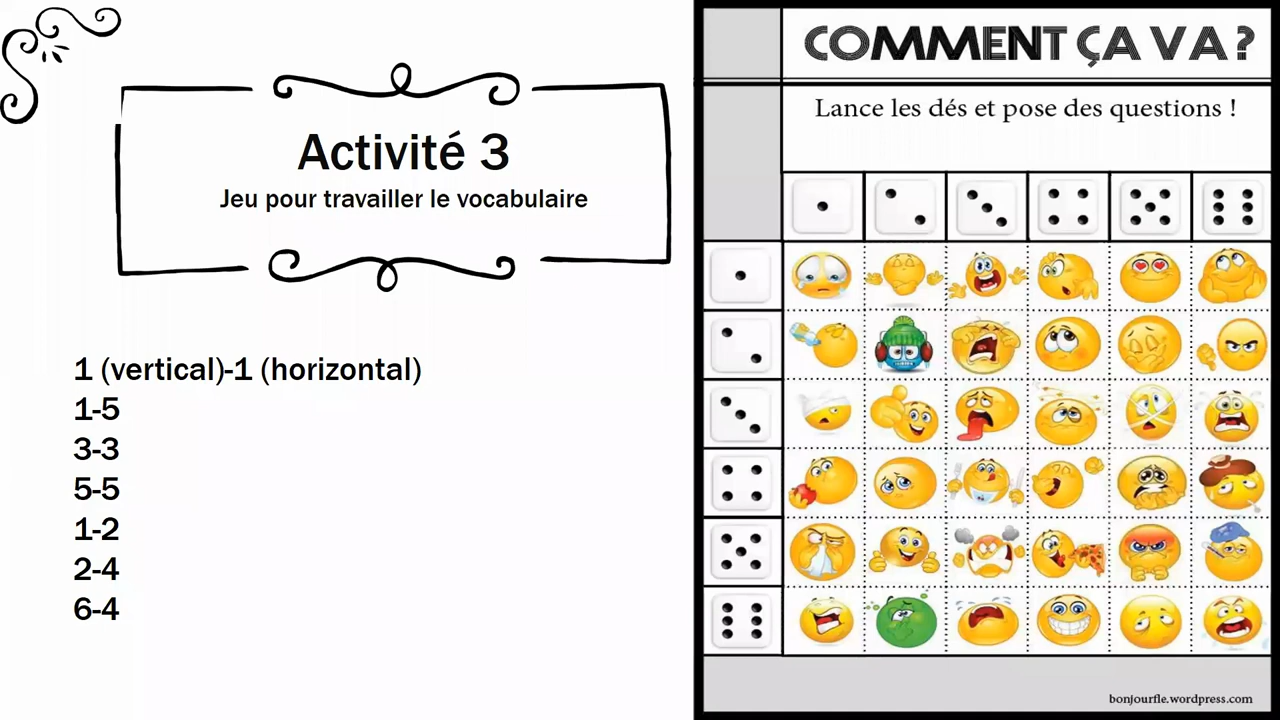 Activité 3
Jeu pour travailler le vocabulaire
1 (vertical)-1 (horizontal)
1-5
3-3
5-5
1-2
2-4
6-4
COMMENT ÇA VA ?
Lance les dés et pose des questions !
bonjourfle.wordpress.com